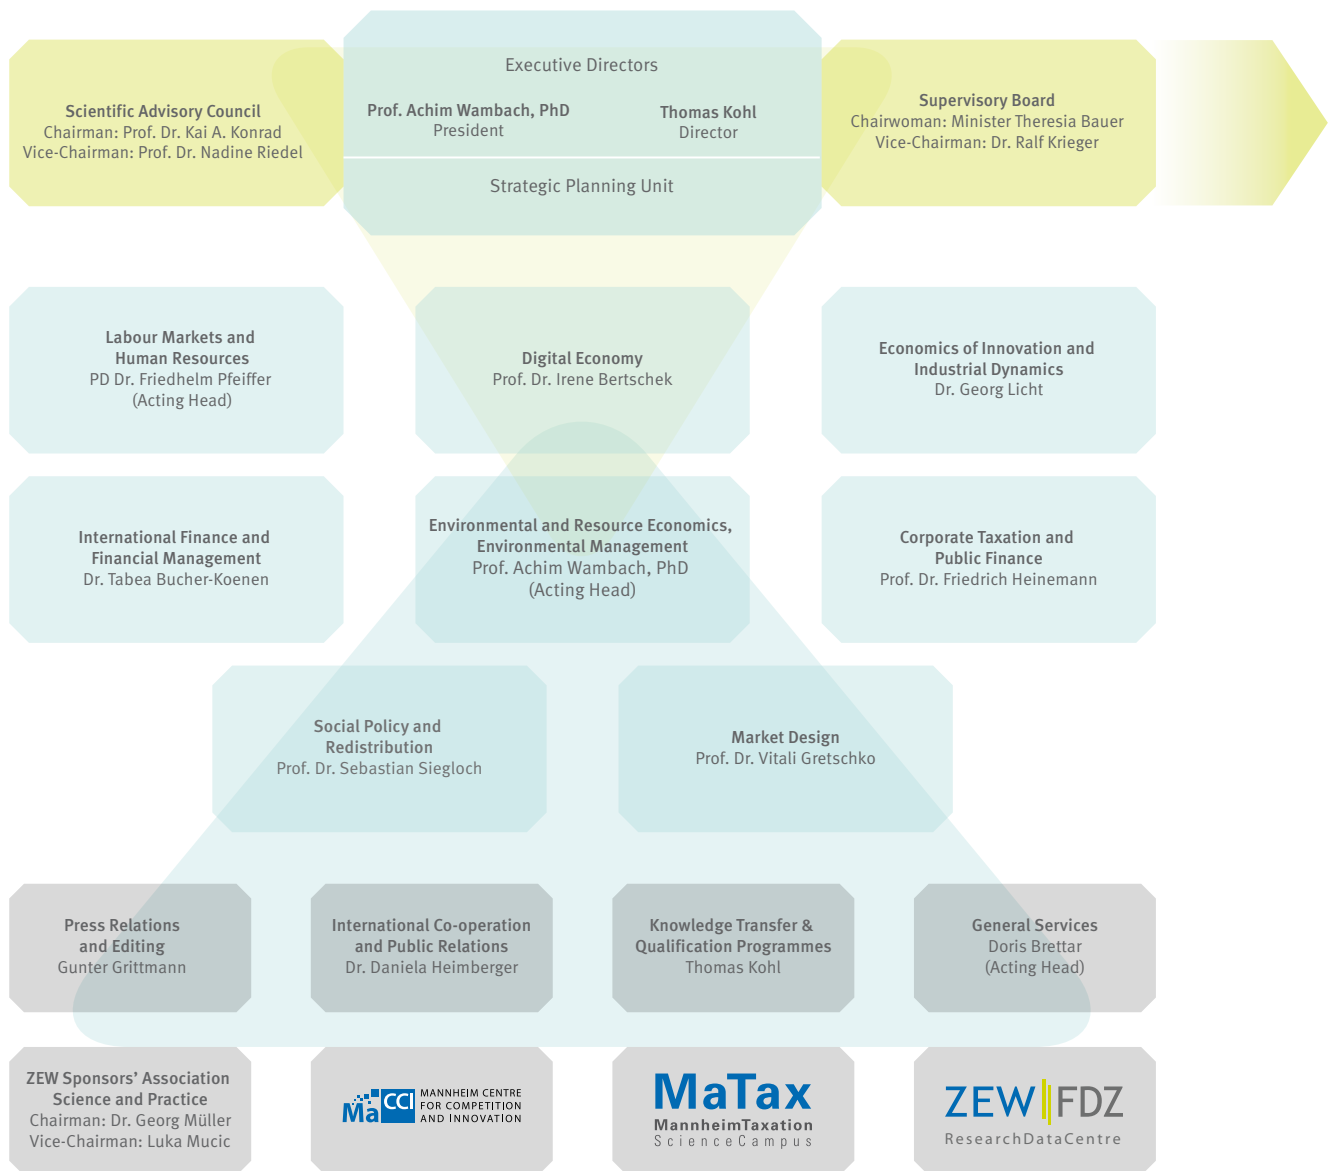 Scientific Advisory Council
Chairman: Prof. Dr. Kai A. Konrad
Vice-Chairman: Prof. Dr. Nadine Riedel
Executive Directors
Prof. Achim Wambach, PhD
President
Thomas Kohl
Director
Strategic Planning Unit
Supervisory Board
Chairwoman: Minister Theresia Bauer
Vice-Chairman: Dr. Ralf Krieger
Labour Markets and
Human Resources
PD Dr. Friedhelm Pfeiffer
(Acting Head)
Digital Economy
Prof. Dr. Irene Bertschek
Economics of Innovation and
Industrial Dynamics
Dr. Georg Licht
International Finance and
Financial Management
Dr. Tabea Bucher-Koenen
Environmental and Resource Economics,
Environmental Management
Prof. Achim Wambach, PhD
(Acting Head)
Corporate Taxation and
Public Finance
Prof. Dr. Friedrich Heinemann
Social Policy and
Redistribution
Prof. Dr. Sebastian Siegloch
Market Design
Prof. Dr. Vitali Gretschko
Press Relations
and Editing
Gunter Grittmann
International Co-operation
and Public Relations
Dr. Daniela Heimberger
Knowledge Transfer &
Qualification Programmes
Thomas Kohl
General Services
Doris Brettar
(Acting Head)
ZEW Sponsors’ Association
Science and Practice
Chairman: Dr. Georg Müller
Vice-Chairman: Luka Mucic
MaCCI
MANNHEIM CENTRE
FOR COMPETITION
AND INNOVATION
MaTax
MannheimTaxation
ScienceCampus
ZEW FDZ
ResearchDataCentre